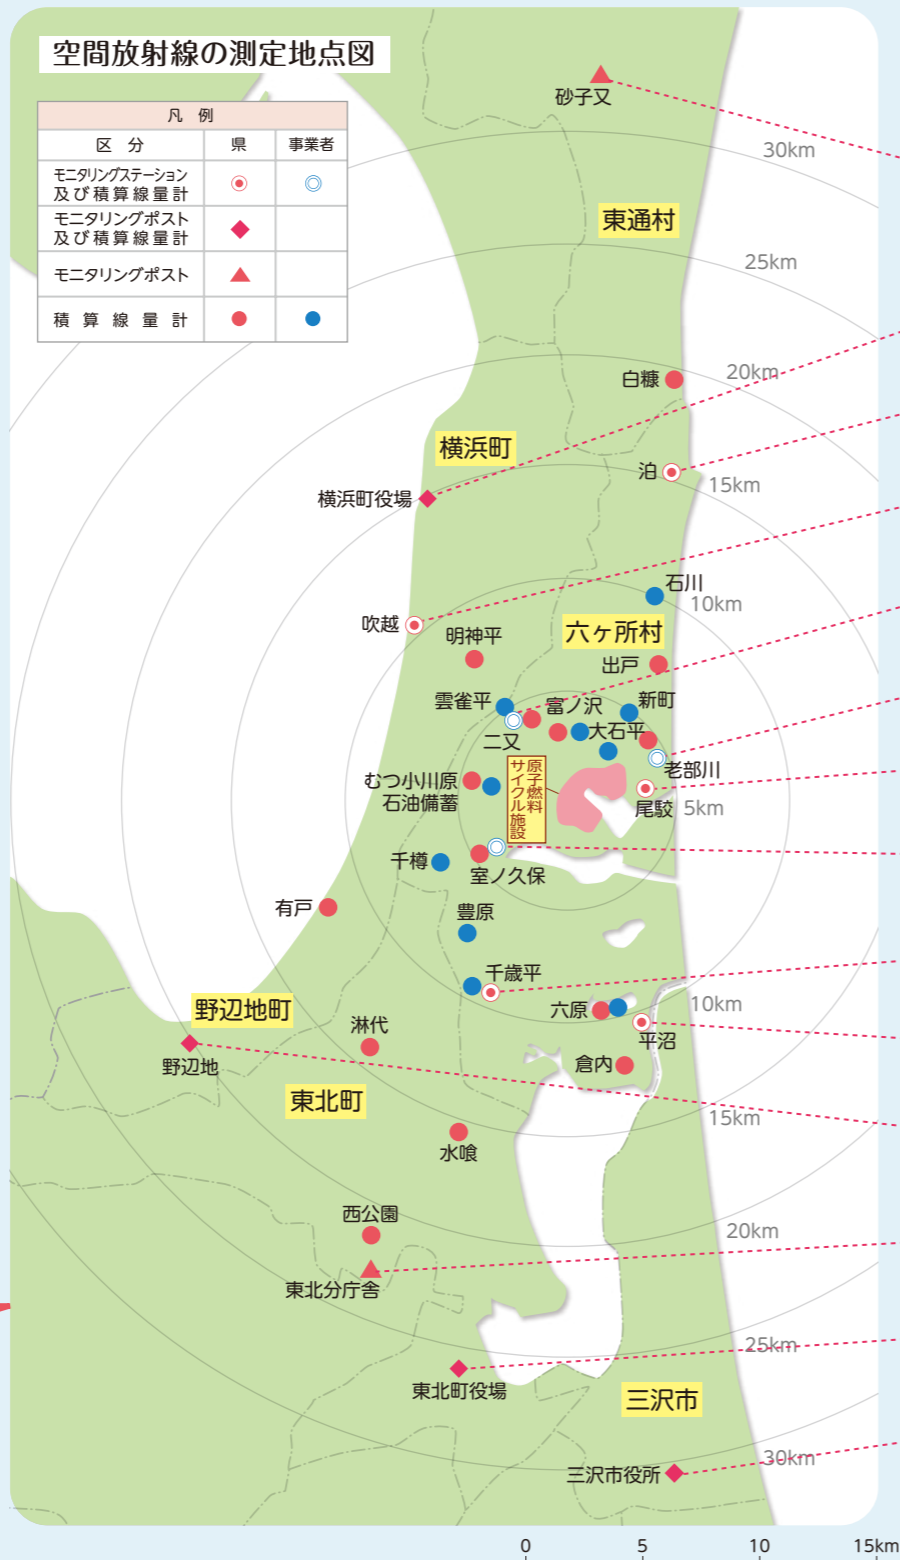 空間放射線の測定地点図
凡 例
区 分 県 事業者
モニタリングステーション
及び積算線量計
モニタリングポスト
及び積算線量計
モニタリングポスト
積算線量計
砂子又
30km
東通村
25km
20km
白糠
横浜町
泊
15km
横浜町役場
石川
10km
吹越
六ヶ所村
明神平
出戸
雲雀平
富ノ沢
新町
二又
大石平
老部川
むつ小川原
石油備蓄
原子燃料
サイクル施設
尾駮
5km
千樽
室ノ久保
有戸
豊原
千歳平
野辺地町
六原
10km
淋代
平沼
野辺地
倉内
東北町
15km
水喰
西公園
20km
東北分庁舎
25km
東北町役場
三沢市
30km
三沢市役所
0 5 10 15km